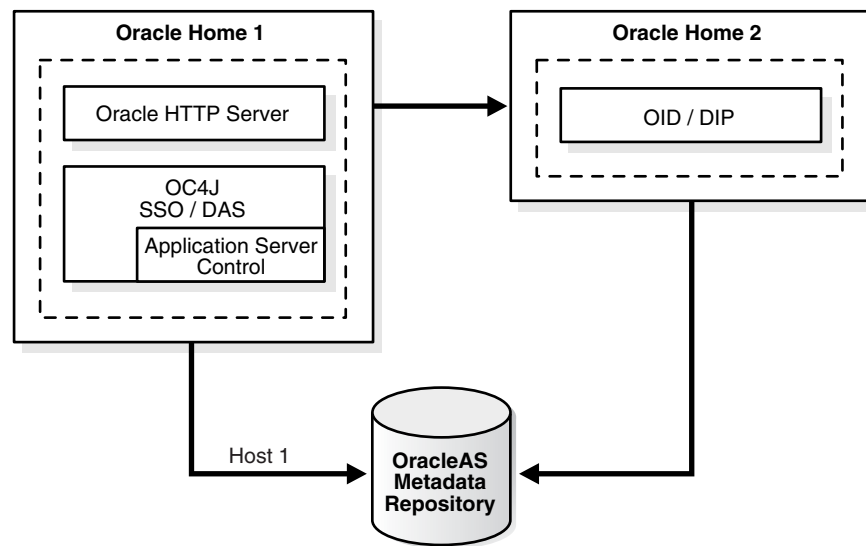 Oracle Home 1
Oracle HTTP Server
OC4J
SSO / DAS
Application Server
Control
Oracle Home 2
OID / DIP
Host 1
OracleAS
Metadata
Repository